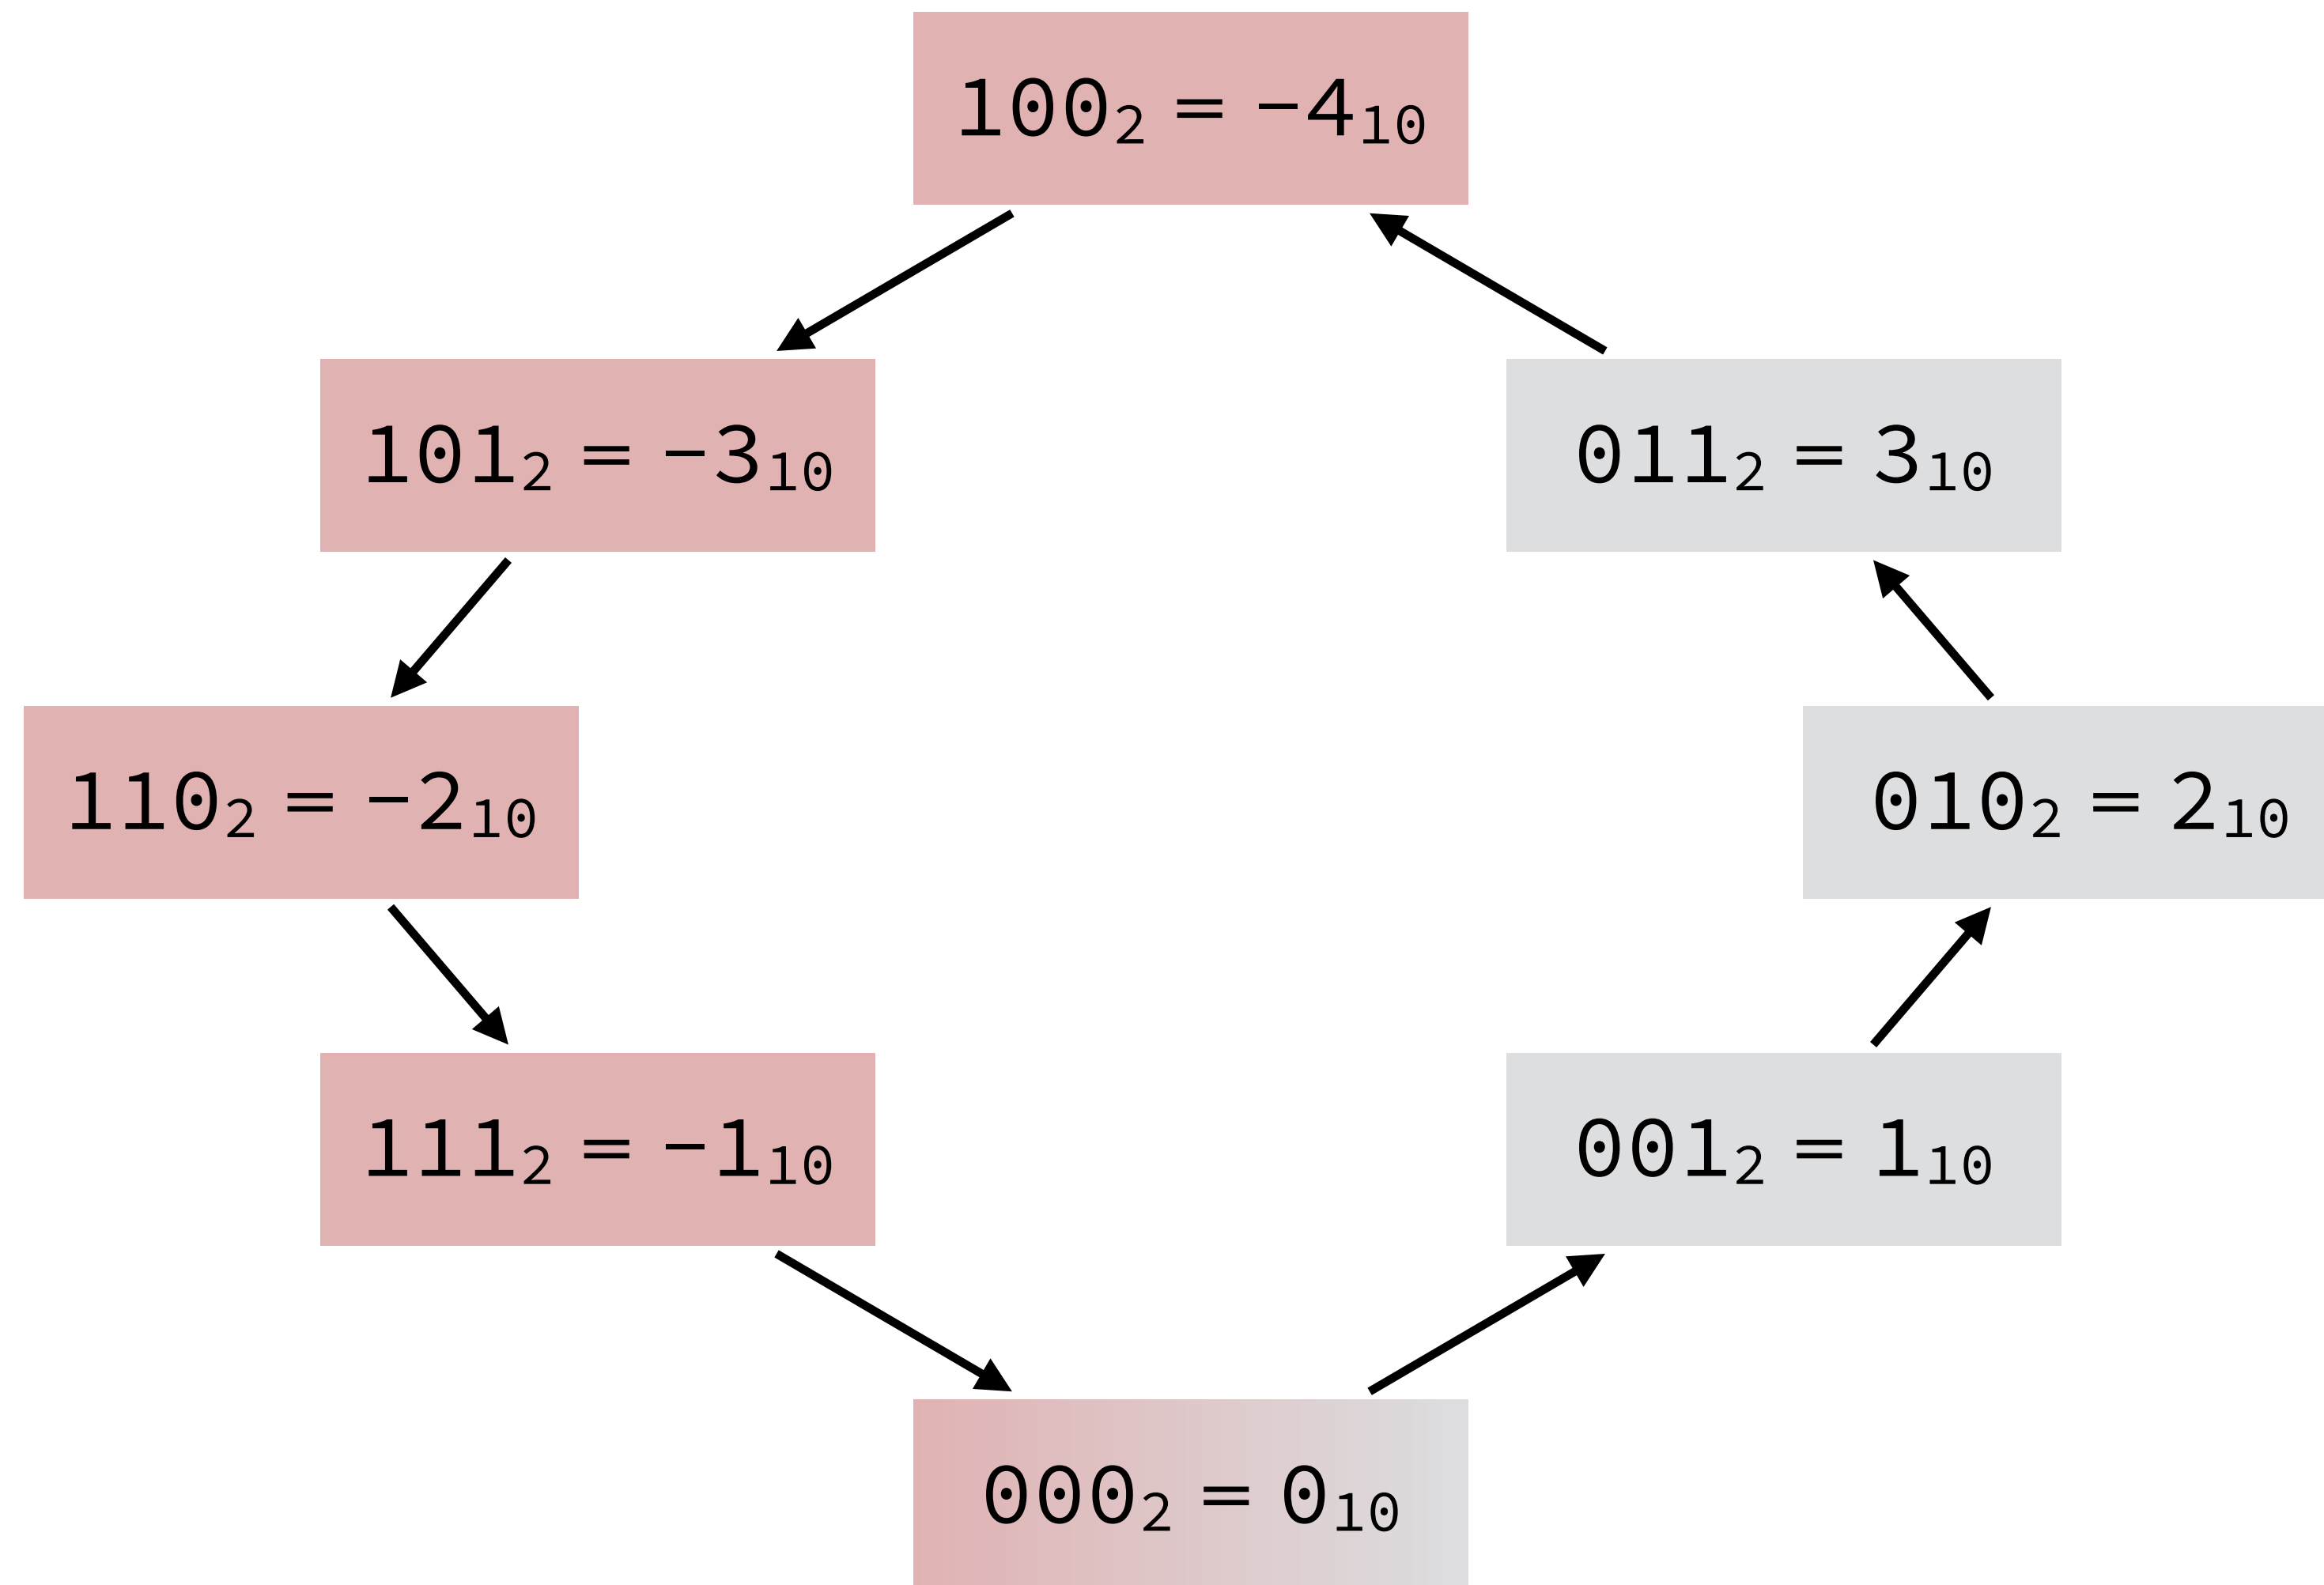 100₂ = −4₁₀
101₂ = −3₁₀
011₂ = 3₁₀
110₂ = −2₁₀
010₂ = 2₁₀
111₂ = −1₁₀
001₂ = 1₁₀
000₂ = 0₁₀